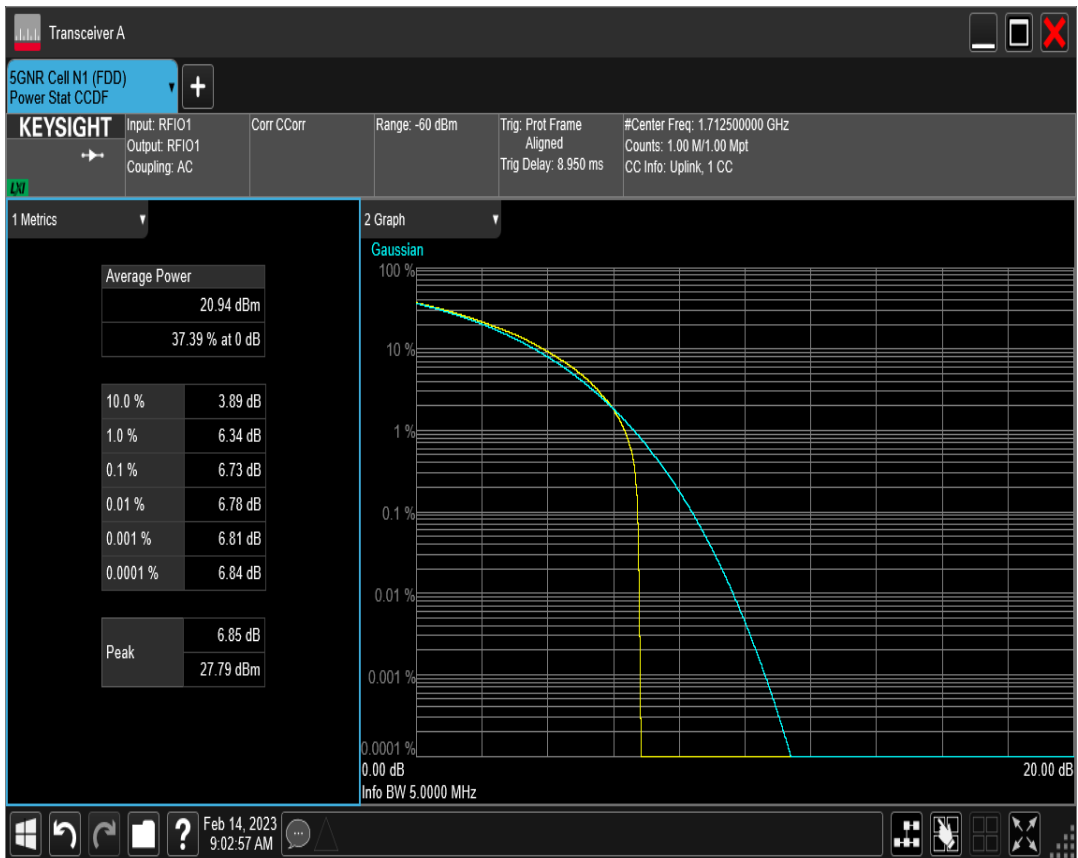 Transceiver A
5GNR Cell N1 (FDD)
Power Stat CCDF
+
KEYSIGHT
LXI
Input: RFIO1
Output: RFIO1
Coupling: AC
Corr CCorr
Range: -60 dBm
Trig: Prot Frame
Aligned
Trig Delay: 8.950 ms
#Center Freq: 1.712500000 GHz
Counts: 1.00 M/1.00 Mpt
CC Info: Uplink, 1 CC
1 Metrics
Average Power
20.94 dBm
37.39 % at 0 dB
10.0 % 3.89 dB
1.0 % 6.34 dB
0.1 % 6.73 dB
0.01 % 6.78 dB
0.001 % 6.81 dB
0.0001 % 6.84 dB
Peak
6.85 dB
27.79 dBm
2 Graph
Gaussian
100 %
10 %
1 %
0.1 %
0.01 %
0.001 %
0.0001 %
0.00 dB 20.00 dB
Info BW 5.0000 MHz
?
Feb 14, 2023
9:02:57 AM